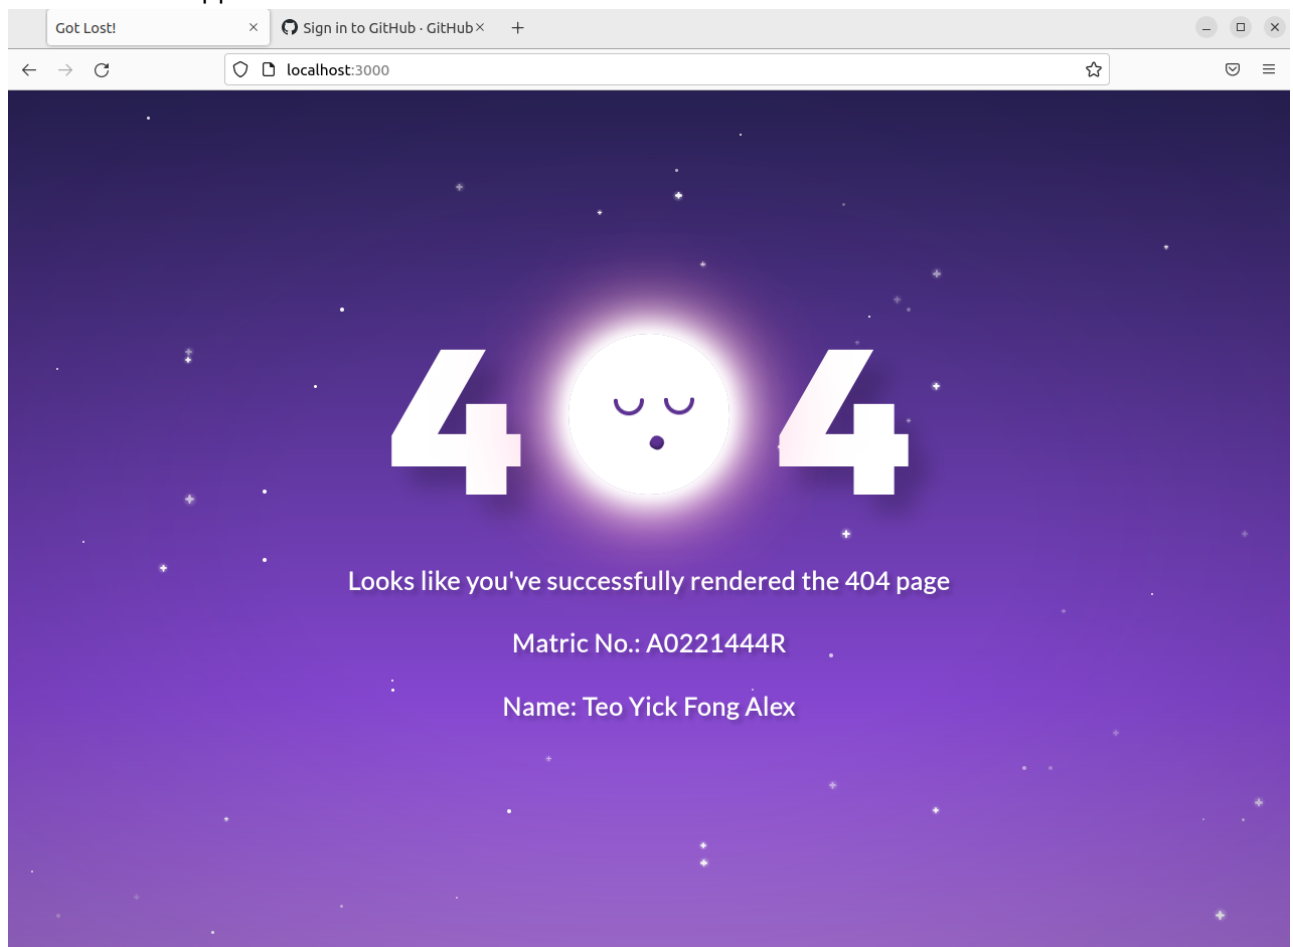 Got Lost!
Sign in to GitHub · GitHub
localhost:3000
4 4
Looks like you've successfully rendered the 404 page
Matric No.: A0221444R
Name: Teo Yick Fong Alex